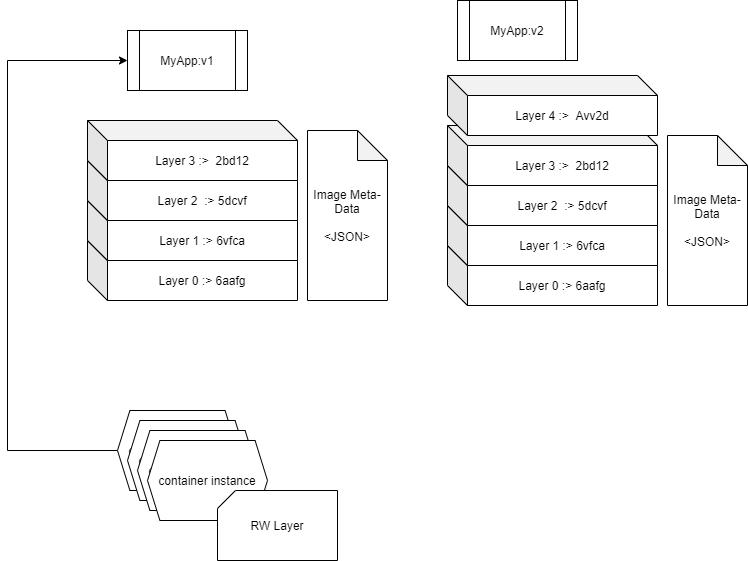 MyApp:v1
MyApp:v2
Layer 3 :> 2bd12
Layer 2 :> 5dcvf
Layer 1 :> 6vfca
Layer 0 :> 6aafg
Image Meta-
Data
<JSON>
Layer 4 :> Avv2d
Layer 3 :> 2bd12
Layer 2 :> 5dcvf
Layer 1 :> 6vfca
Layer 0 :> 6aafg
Image Meta-
Data
<JSON>
container instance
RW Layer